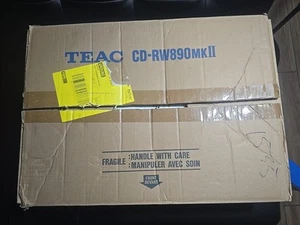 TEAC CD-RW890MKII
FRAGILE : HANDLE WITH CARE
: MANIPULER AVEC SOIN